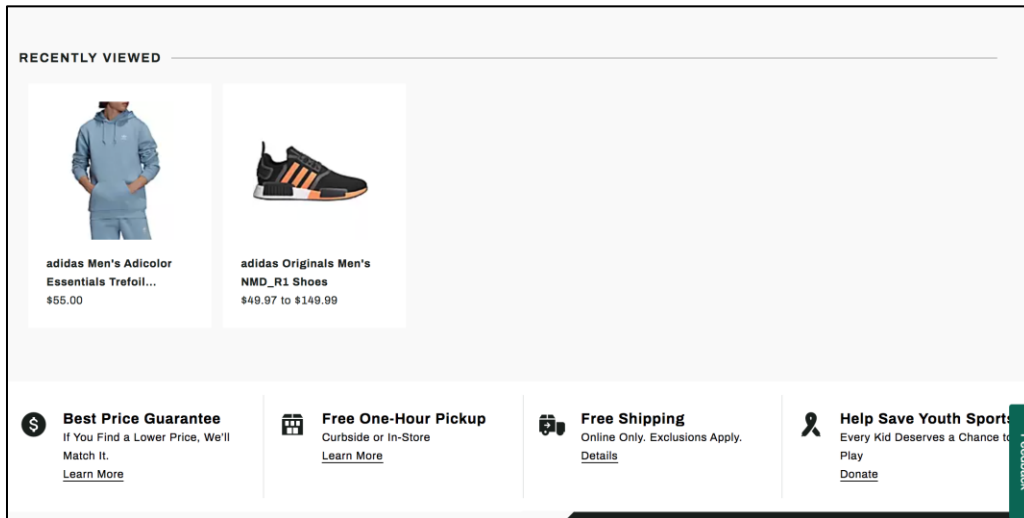 RECENTLY VIEWED
adidas Men's Adicolor
Essentials Trefoil...
$55.00
adidas Originals Men's
NMD_R1 Shoes
$49.97 to $149.99
Best Price Guarantee
If You Find a Lower Price, We'll
Match It.
Learn More
Free One-Hour Pickup
Curbside or In-Store
Learn More
Free Shipping
Online Only. Exclusions Apply.
Details
Help Save Youth Sports
Every Kid Deserves a Chance to
Play
Donate
Feedback